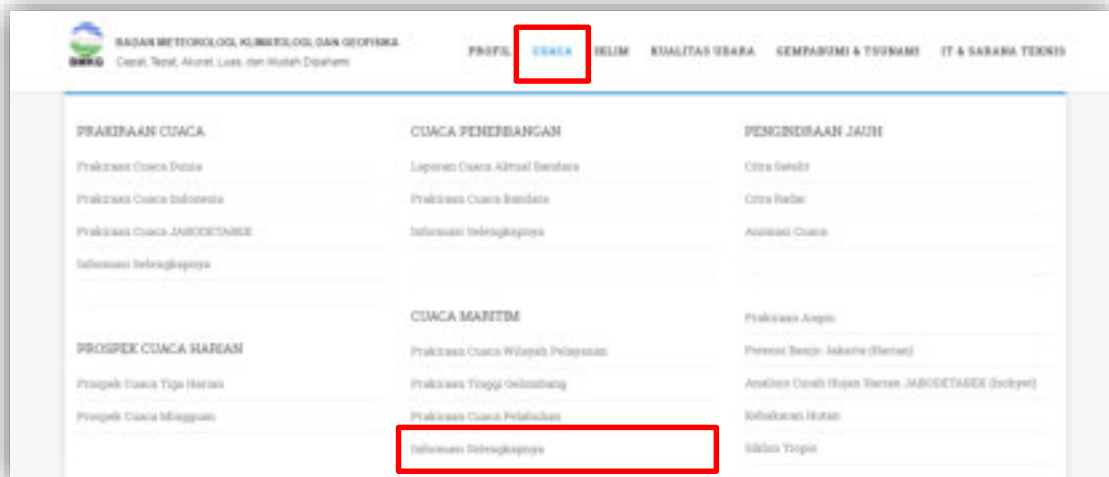 BADAN METEOROLOGI, KLIMATOLOGI, DAN GEOFISIKA
Cepat, Tepat, Akurat, Luas, dan Mudah Dipahami
BMKG
PROFIL CUACA IKLIM KUALITAS UDARA GEMPABUMI & TSUNAMI IT & SARANA TEKNIS
PRAKIRAAN CUACA
Prakiraan Cuaca Dunia
Prakiraan Cuaca Indonesia
Prakiraan Cuaca JABODETABEK
Informasi Selengkapnya
PROSPEK CUACA HARIAN
Prospek Cuaca Tiga Harian
Prospek Cuaca Mingguan
CUACA PENERBANGAN
Laporan Cuaca Aktual Bandara
Prakiraan Cuaca Bandara
Informasi Selengkapnya
CUACA MARITIM
Prakiraan Cuaca Wilayah Pelayanan
Prakiraan Tinggi Gelombang
Prakiraan Cuaca Pelabuhan
Informasi Selengkapnya
PENGINDRAAN JAUH
Citra Satelit
Citra Radar
Animasi Cuaca
Prakiraan Angin
Potensi Banjir Jakarta (Harian)
Analisis Curah Hujan Harian JABODETABEK (Isohyet)
Kebakaran Hutan
Siklon Tropis